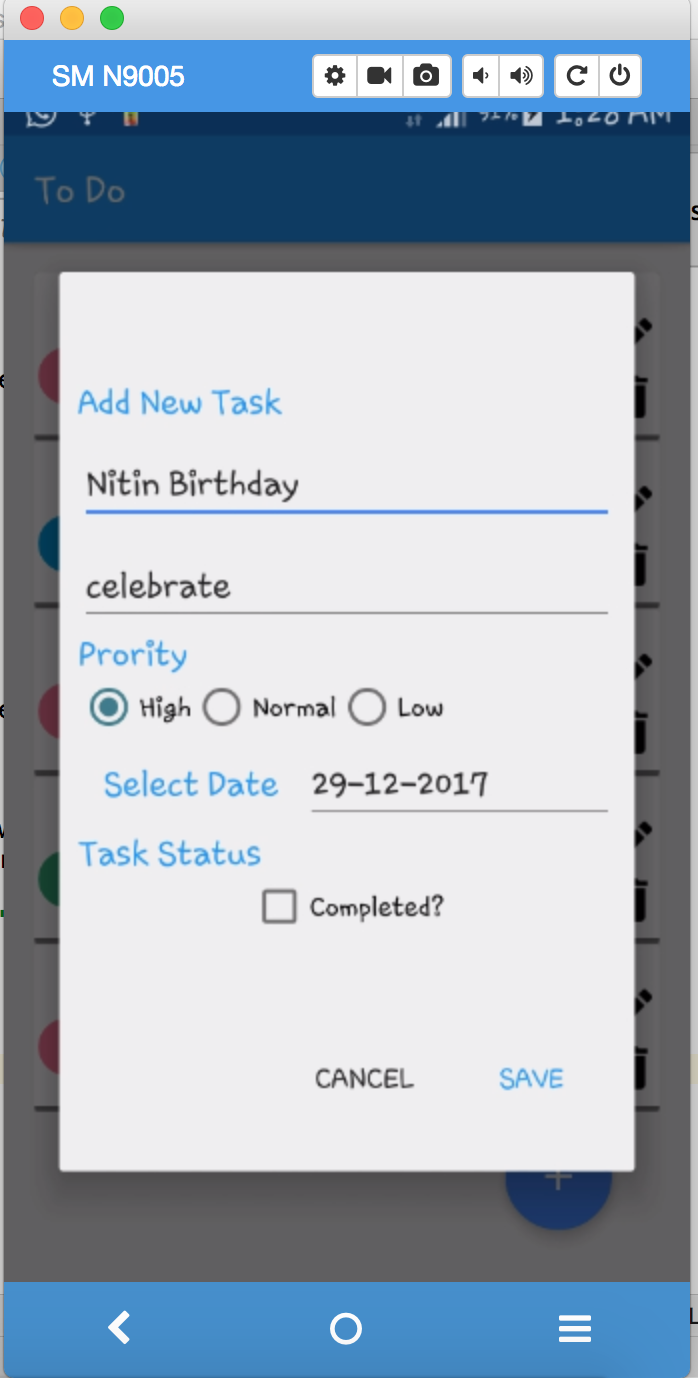 SM N9005
91% 1:28 AM
To Do
Add New Task
Nitin Birthday
celebrate
Prority
High Normal Low
Select Date 29-12-2017
Task Status
Completed?
CANCEL SAVE